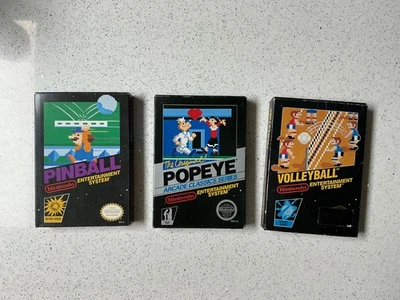 PINBALL
Nintendo
ENTERTAINMENT
SYSTEM
The Original
POPEYE
ARCADE CLASSICS SERIES
Nintendo
ENTERTAINMENT
SYSTEM
VOLLEYBALL
Nintendo
ENTERTAINMENT
SYSTEM